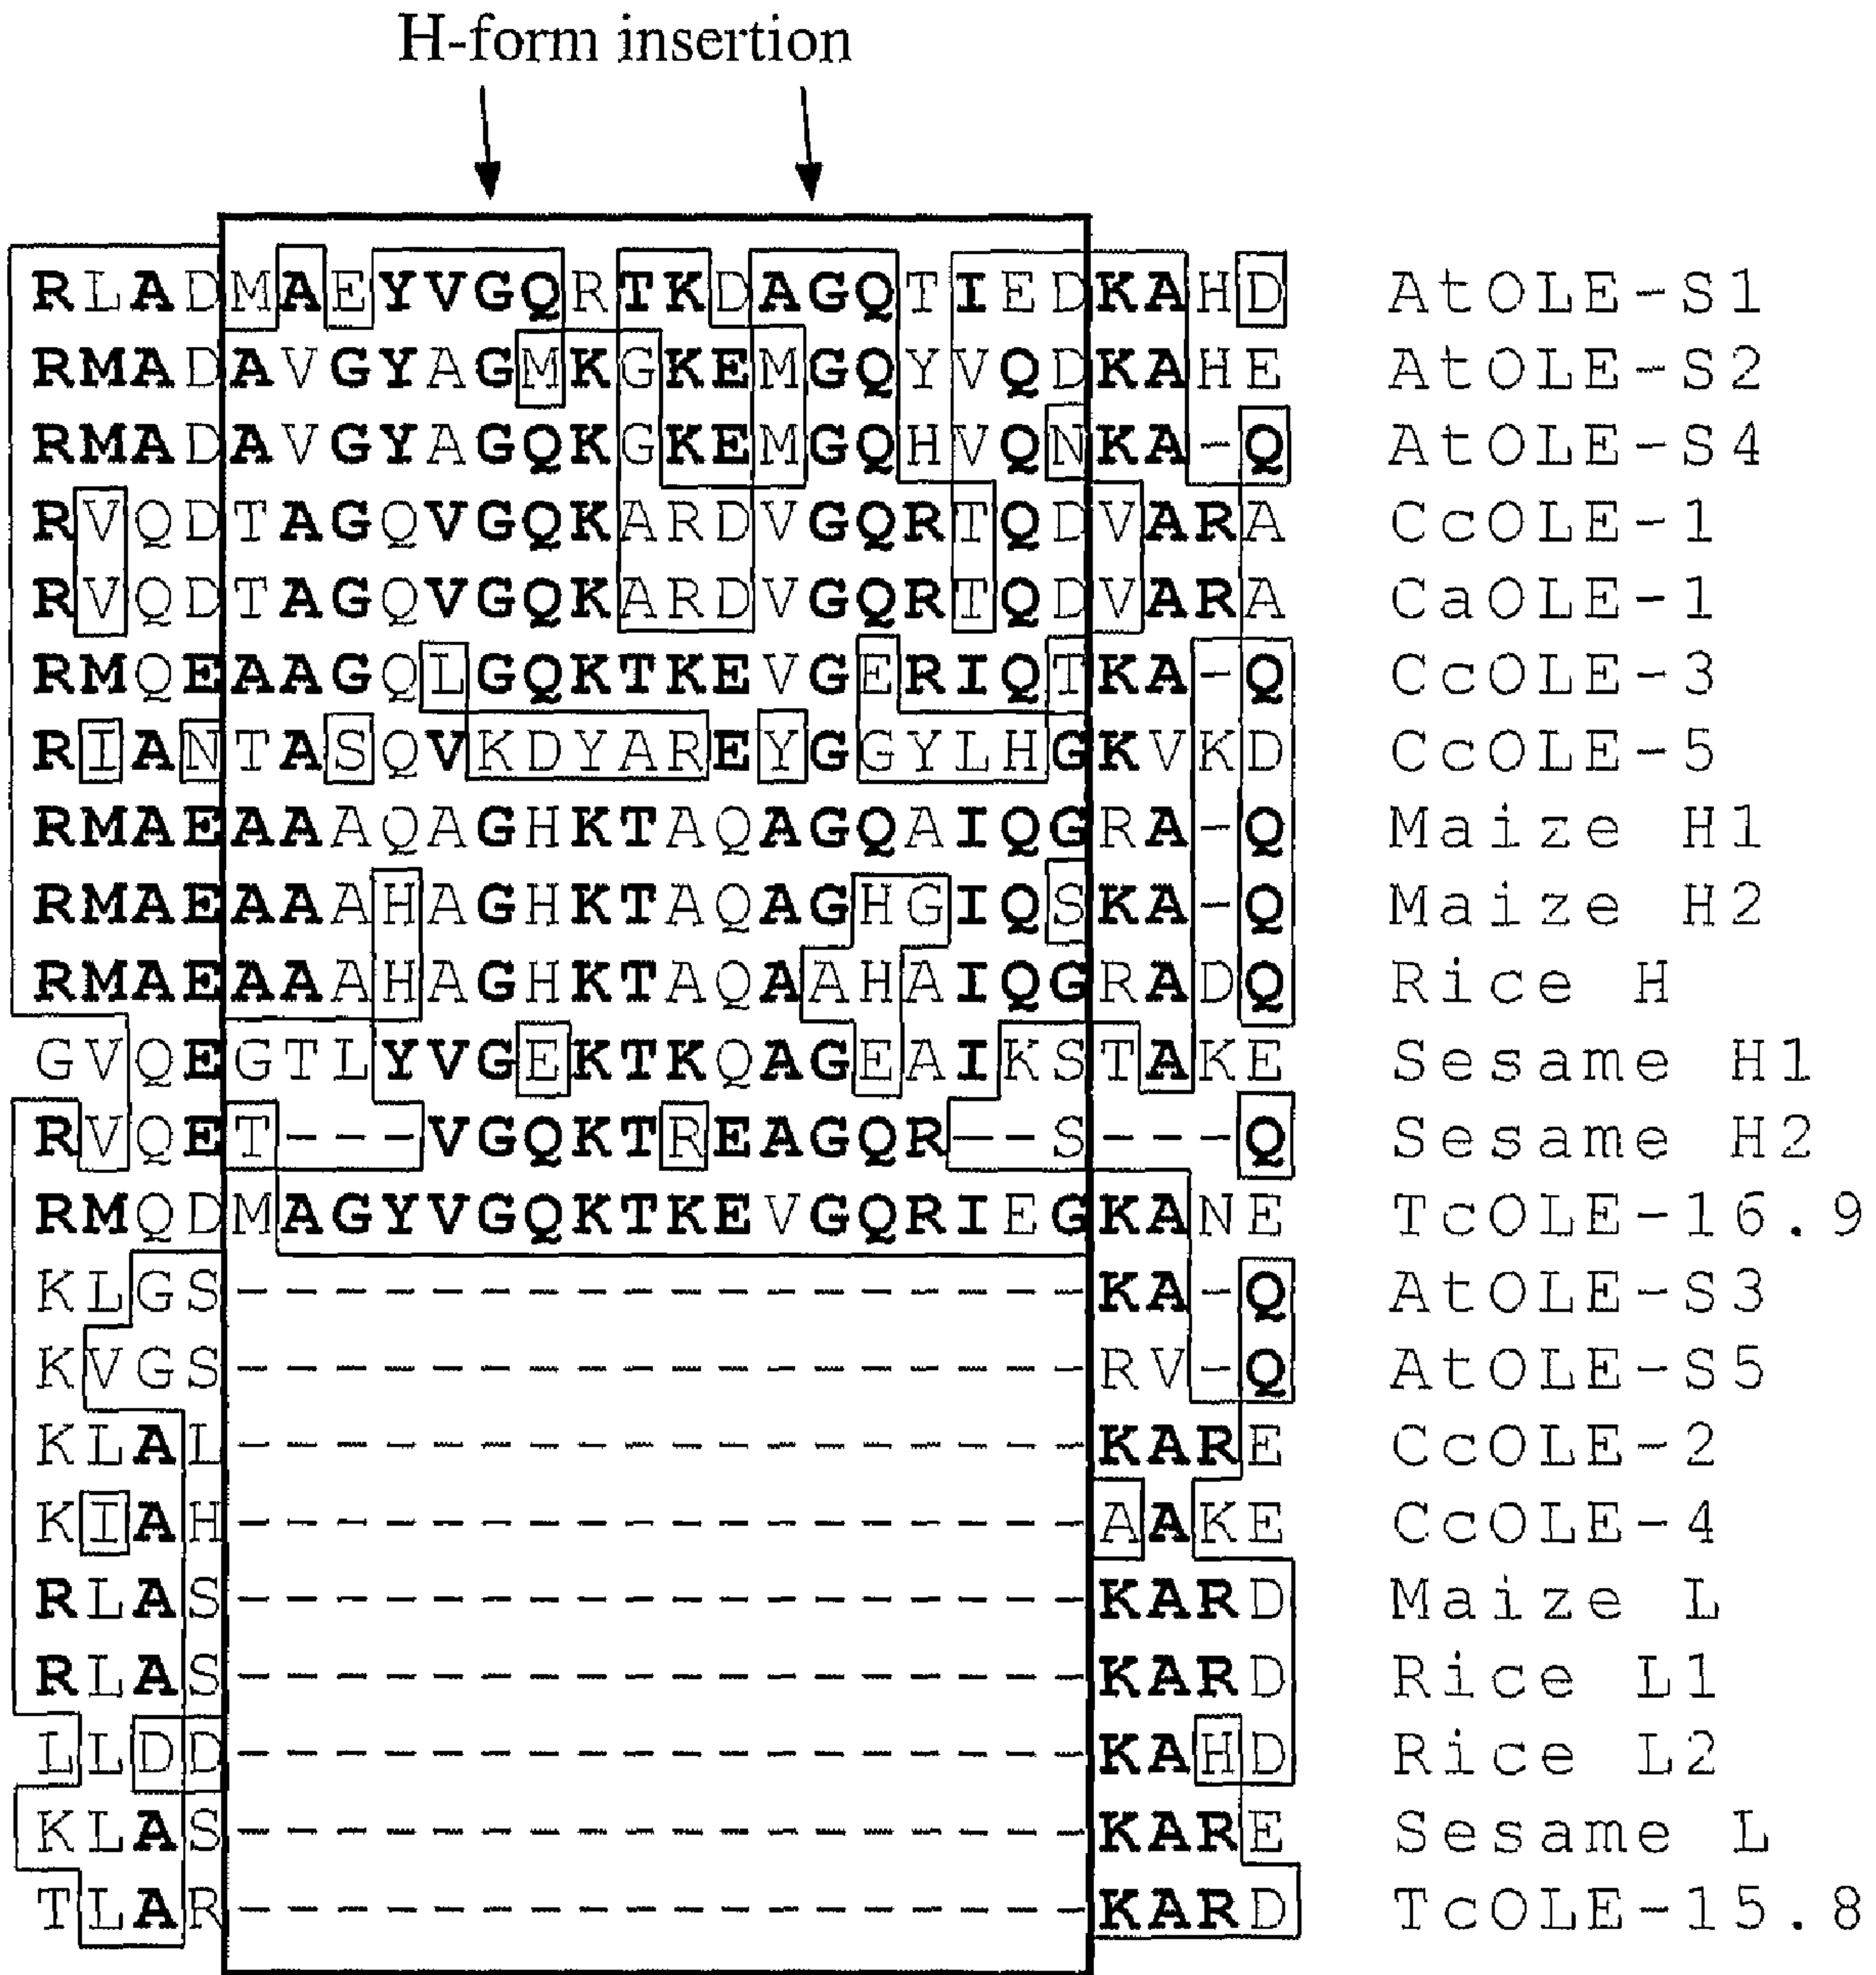 H-form insertion
RLADMAEYVGQRTKDAGQTIEDKAHD AtOLE-S1
RMADAVGYAGMKGKEMGQYVQDKAHE AtOLE-S2
RMADAVGYAGQKGKEMGQHVQNKA-Q AtOLE-S4
RVQDTAGQVGQKARDVGQRTQDVARA CcOLE-1
RVQDTAGQVGQKARDVGQRTQDVARA CaOLE-1
RMQEAAGQLGQKTKEVGERIQTKA-Q CcOLE-3
RIANTASQVKDYAREYGGYLHGKVKD CcOLE-5
RMAEAAAQAGHKTAQAGQAIQGRA-Q Maize H1
RMAEAAAHAGHKTAQAGHGIQSKA-Q Maize H2
RMAEAAAHAGHKTAQAAHAIQGRADQ Rice H
GVQEGTLYVGEKTKQAGEAIKSTAKE Sesame H1
RVQET---VGQKTREAGQR--S---Q Sesame H2
RMQDMAGYVGQKTKEVGQRIEGKANE TcOLE-16.9
KLGS------------------KA-Q AtOLE-S3
KVGS------------------RV-Q AtOLE-S5
KLAL------------------KARE CcOLE-2
KIAH------------------AAKE CcOLE-4
RLAS------------------KARD Maize L
RLAS------------------KARD Rice L1
LLDD------------------KAHD Rice L2
KLAS------------------KARE Sesame L
TLAR------------------KARD TcOLE-15.8